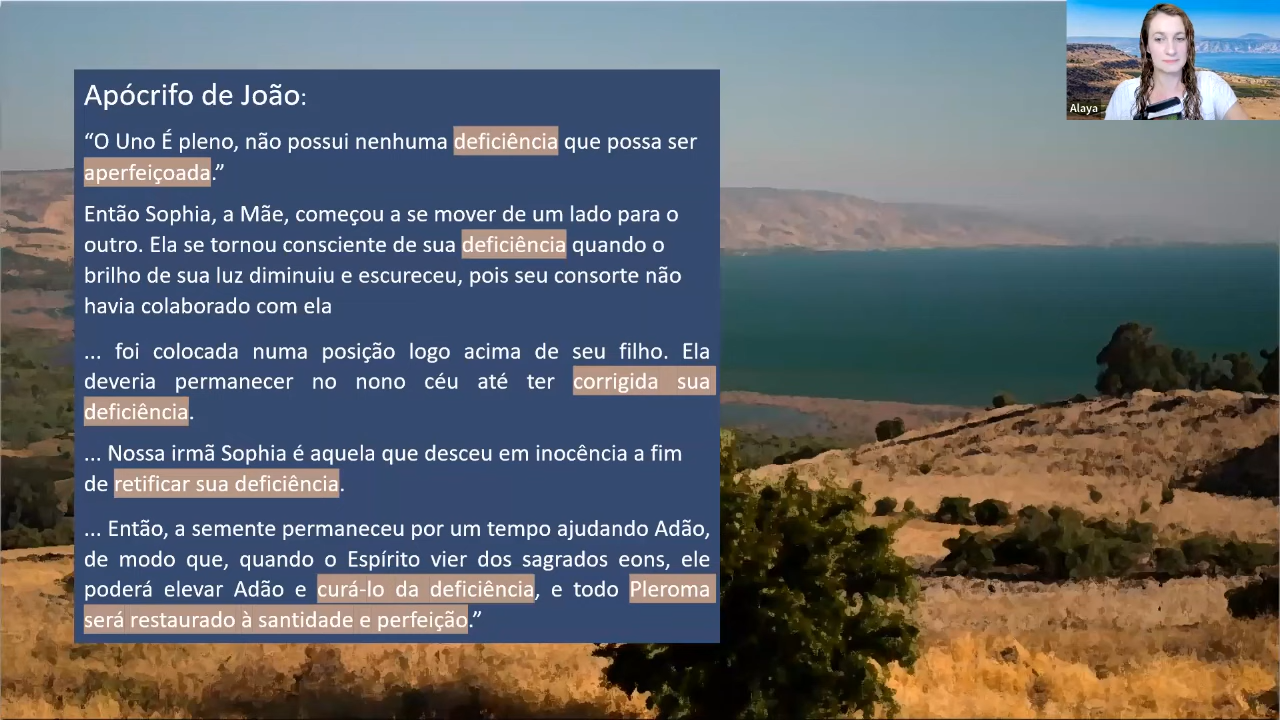 Alaya
Apócrifo de João:
“O Uno É pleno, não possui nenhuma deficiência que possa ser
aperfeiçoada.”
Então Sophia, a Mãe, começou a se mover de um lado para o
outro. Ela se tornou consciente de sua deficiência quando o
brilho de sua luz diminuiu e escureceu, pois seu consorte não
havia colaborado com ela
... foi colocada numa posição logo acima de seu filho. Ela
deveria permanecer no nono céu até ter corrigida sua
deficiência.
... Nossa irmã Sophia é aquela que desceu em inocência a fim
de retificar sua deficiência.
... Então, a semente permaneceu por um tempo ajudando Adão,
de modo que, quando o Espírito vier dos sagrados eons, ele
poderá elevar Adão e curá-lo da deficiência, e todo Pleroma
será restaurado à santidade e perfeição.”